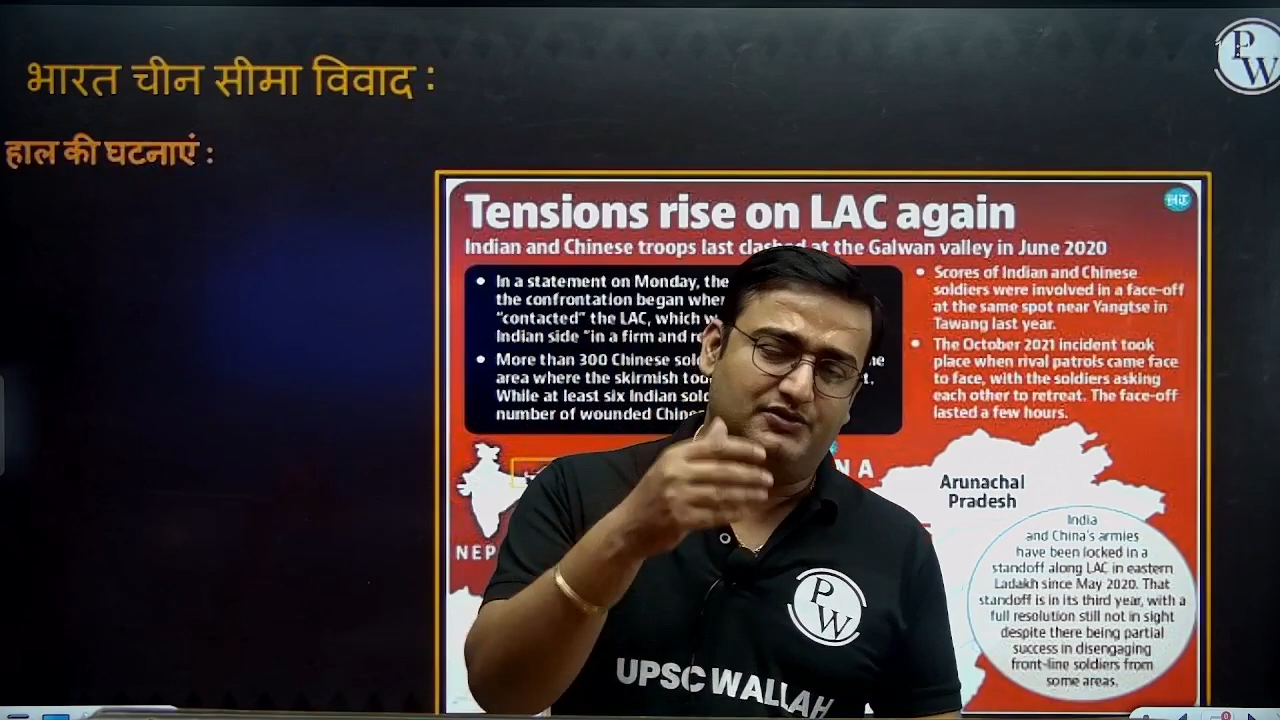 भारत चीन सीमा विवाद :
PW
हाल की घटनाएं :
Tensions rise on LAC again
हिट
Indian and Chinese troops last clashed at the Galwan valley in June 2020
In a statement on Monday, the
the confrontation began when
"contacted" the LAC, which
Indian side "in a firm and
More than 300 Chinese
area where the skirmish
While at least six Indian
number of wounded
Scores of Indian and Chinese
soldiers were involved in a face-off
at the same spot near Yangtse in
Tawang last year.
The October 2021 incident took
place when rival patrols came face
to face, with the soldiers asking
each other to retreat. The face-off
lasted a few hours.
Arunachal
Pradesh
India
and China's armies
have been locked in a
standoff along LAC in eastern
Ladakh since May 2020. That
standoff is in its third year, with a
full resolution still not in sight
despite there being partial
success in disengaging
front-line soldiers from
some areas.
PW
UPSC WALLAH